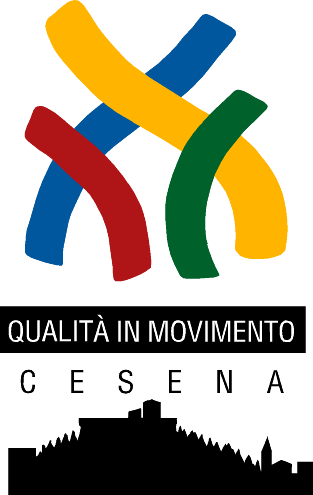 QUALITÀ IN MOVIMENTO
CESENA